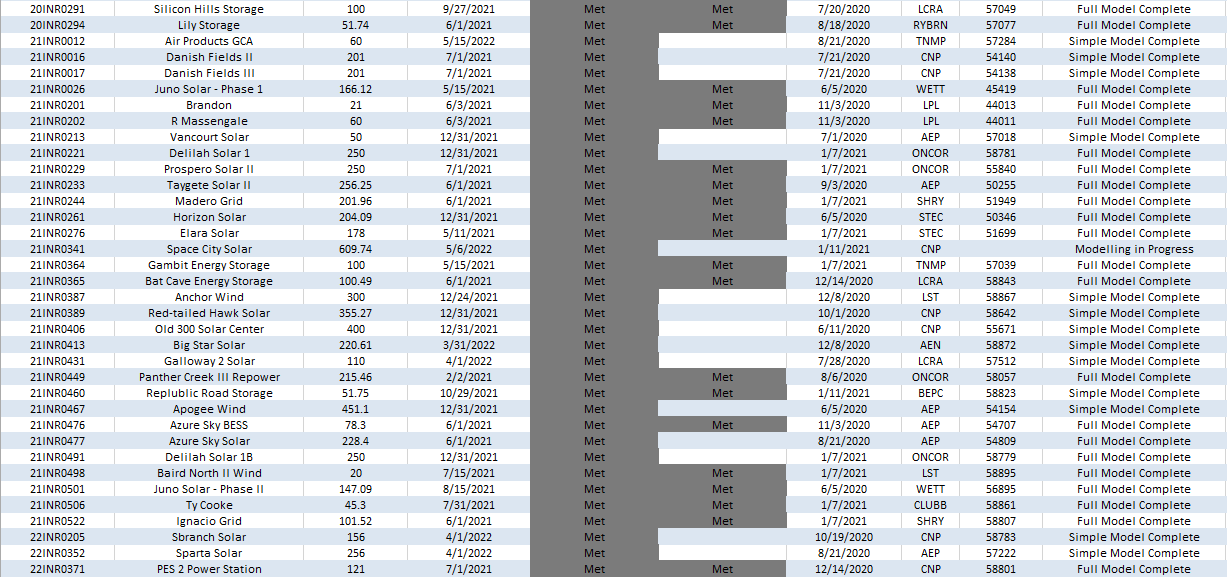 20INR0291 Silicon Hills Storage 100 9/27/2021 Met Met 7/20/2020 LCRA 57049 Full Model Complete
20INR0294 Lily Storage 51.74 6/1/2021 Met Met 8/18/2020 RYBRN 57077 Full Model Complete
21INR0012 Air Products GCA 60 5/15/2022 Met 8/21/2020 TNMP 57284 Simple Model Complete
21INR0016 Danish Fields II 201 7/1/2021 Met 7/21/2020 CNP 54140 Simple Model Complete
21INR0017 Danish Fields III 201 7/1/2021 Met 7/21/2020 CNP 54138 Simple Model Complete
21INR0026 Juno Solar - Phase 1 166.12 5/15/2021 Met Met 6/5/2020 WETT 45419 Full Model Complete
21INR0201 Brandon 21 6/3/2021 Met Met 11/3/2020 LPL 44013 Full Model Complete
21INR0202 R Massengale 60 6/3/2021 Met Met 11/3/2020 LPL 44011 Full Model Complete
21INR0213 Vancourt Solar 50 12/31/2021 Met 7/1/2020 AEP 57018 Simple Model Complete
21INR0221 Delilah Solar 1 250 12/31/2021 Met 1/7/2021 ONCOR 58781 Full Model Complete
21INR0229 Prospero Solar II 250 7/1/2021 Met Met 1/7/2021 ONCOR 55840 Full Model Complete
21INR0233 Taygete Solar II 256.25 6/1/2021 Met Met 9/3/2020 AEP 50255 Full Model Complete
21INR0244 Madero Grid 201.96 6/1/2021 Met Met 1/7/2021 SHRY 51949 Full Model Complete
21INR0261 Horizon Solar 204.09 12/31/2021 Met Met 6/5/2020 STEC 50346 Full Model Complete
21INR0276 Elara Solar 178 5/11/2021 Met Met 1/7/2021 STEC 51699 Full Model Complete
21INR0341 Space City Solar 609.74 5/6/2022 Met 1/11/2021 CNP Modelling in Progress
21INR0364 Gambit Energy Storage 100 5/15/2021 Met Met 1/7/2021 TNMP 57039 Full Model Complete
21INR0365 Bat Cave Energy Storage 100.49 6/1/2021 Met Met 12/14/2020 LCRA 58843 Full Model Complete
21INR0387 Anchor Wind 300 12/24/2021 Met 12/8/2020 LST 58867 Simple Model Complete
21INR0389 Red-tailed Hawk Solar 355.27 12/31/2021 Met 10/1/2020 CNP 58642 Simple Model Complete
21INR0406 Old 300 Solar Center 400 12/31/2021 Met 6/11/2020 CNP 55671 Simple Model Complete
21INR0413 Big Star Solar 220.61 3/31/2022 Met 12/8/2020 AEN 58872 Simple Model Complete
21INR0431 Galloway 2 Solar 110 4/1/2022 Met 7/28/2020 LCRA 57512 Simple Model Complete
21INR0449 Panther Creek III Repower 215.46 2/2/2021 Met Met 8/6/2020 ONCOR 58057 Full Model Complete
21INR0460 Replublic Road Storage 51.75 10/29/2021 Met Met 1/11/2021 BEPC 58823 Simple Model Complete
21INR0467 Apogee Wind 451.1 12/31/2021 Met 6/5/2020 AEP 54154 Simple Model Complete
21INR0476 Azure Sky BESS 78.3 6/1/2021 Met Met 11/3/2020 AEP 54707 Full Model Complete
21INR0477 Azure Sky Solar 228.4 6/1/2021 Met 8/21/2020 AEP 54809 Full Model Complete
21INR0491 Delilah Solar 1B 250 12/31/2021 Met 1/7/2021 ONCOR 58779 Full Model Complete
21INR0498 Baird North II Wind 20 7/15/2021 Met Met 1/7/2021 LST 58895 Full Model Complete
21INR0501 Juno Solar - Phase II 147.09 8/15/2021 Met Met 6/5/2020 WETT 56895 Full Model Complete
21INR0506 Ty Cooke 45.3 7/31/2021 Met Met 1/7/2021 CLUBB 58861 Full Model Complete
21INR0522 Ignacio Grid 101.52 6/1/2021 Met Met 1/7/2021 SHRY 58807 Full Model Complete
22INR0205 Sbranch Solar 156 4/1/2022 Met 10/19/2020 CNP 58783 Simple Model Complete
22INR0352 Sparta Solar 256 4/1/2022 Met 8/21/2020 AEP 57222 Simple Model Complete
22INR0371 PES 2 Power Station 121 7/1/2021 Met Met 12/14/2020 CNP 58801 Full Model Complete